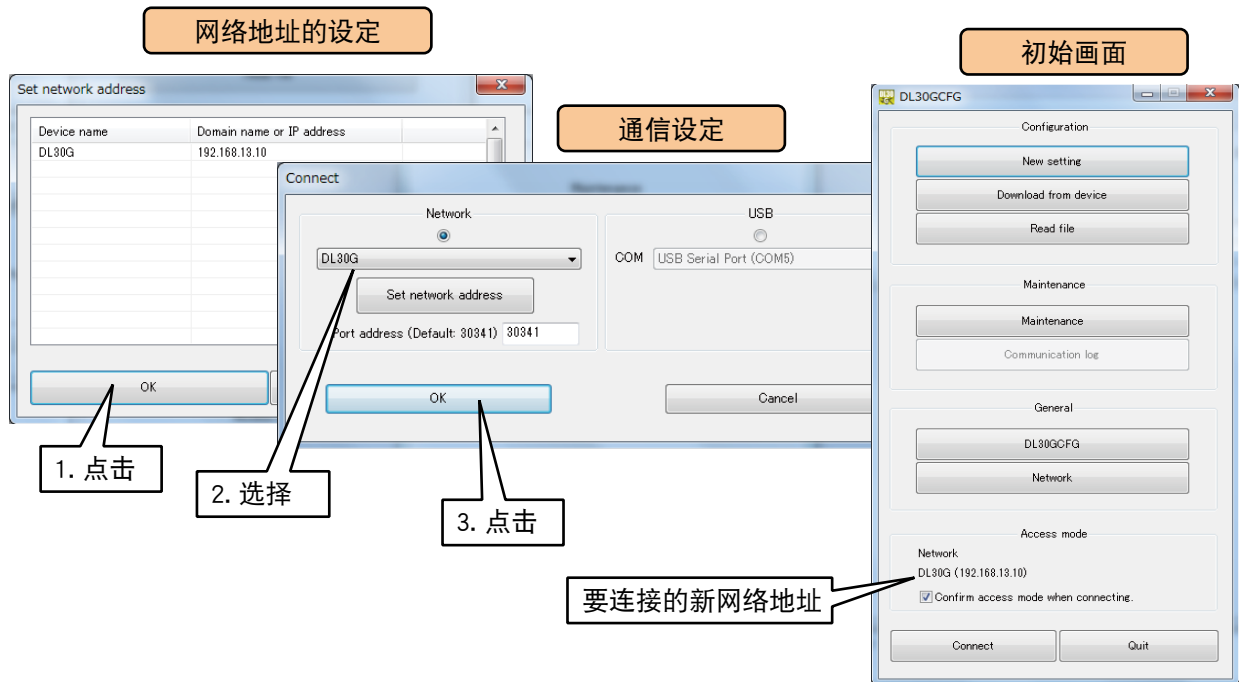 网络地址的设定
Set network address
Device name
Domain name or IP address
DL30G
192.168.13.10
OK
1. 点击
通信设定
Connect
Network
DL30G
Set network address
Port address (Default: 30341) 30341
USB
COM
USB Serial Port (COM5)
OK
Cancel
2. 选择
3. 点击
初始画面
DL30GCFG
Configuration
New setting
Download from device
Read file
Maintenance
Maintenance
Communication log
General
DL30GCFG
Network
Access mode
Network
DL30G (192.168.13.10)
Confirm access mode when connecting.
Connect
Quit
要连接的新网络地址